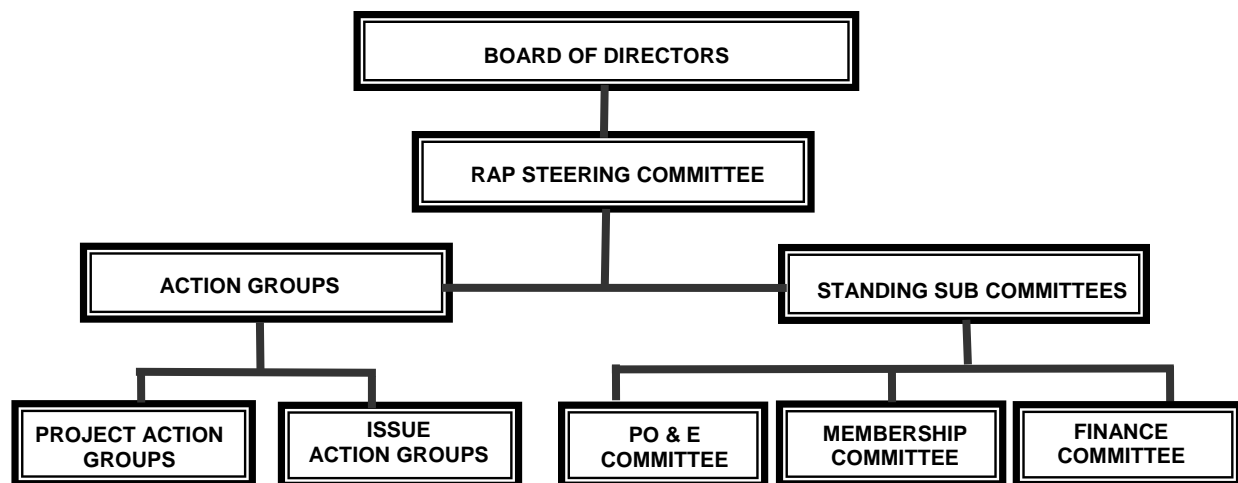 BOARD OF DIRECTORS
RAP STEERING COMMITTEE
ACTION GROUPS
STANDING SUB COMMITTEES
PROJECT ACTION
GROUPS
ISSUE
ACTION GROUPS
PO & E
COMMITTEE
MEMBERSHIP
COMMITTEE
FINANCE
COMMITTEE